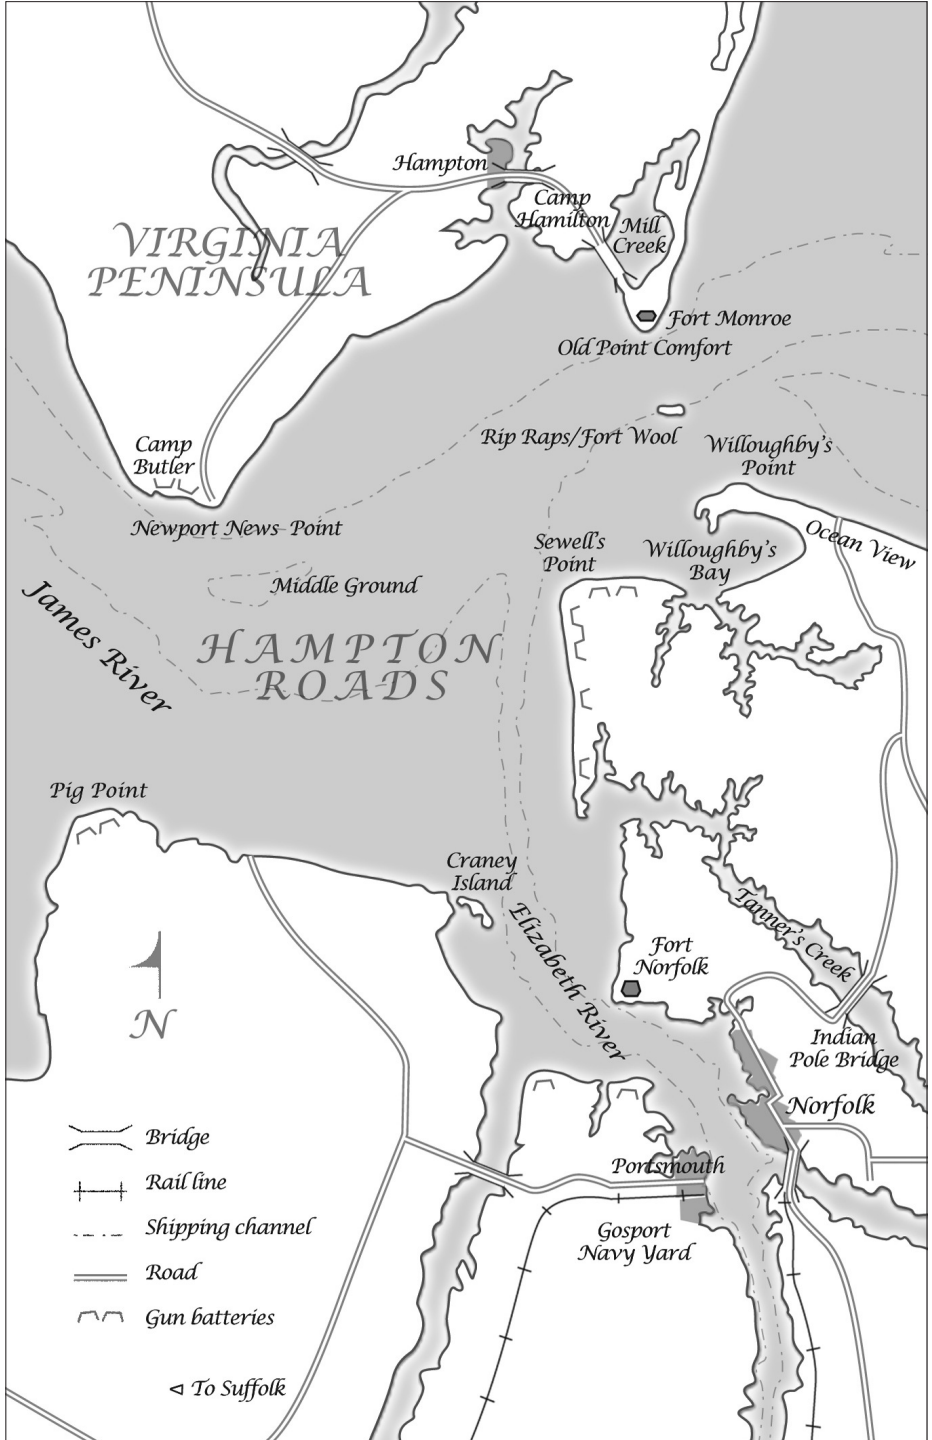 Hampton
Camp
Hamilton
Mill
Creek
VIRGINIA
PENINSULA
Fort Monroe
Old Point Comfort
Rip Raps/Fort Wool
Willoughby's
Point
Camp
Butler
Newport News Point
Ocean View
Sewell's
Point
Willoughby's
Bay
Middle Ground
James River
HAMPTON
ROADS
Pig Point
Craney
Island
Elizabeth River
Tanner's Creek
Fort
Norfolk
N
Indian
Pole Bridge
Norfolk
Portsmouth
Gosport
Navy Yard
Bridge
Rail line
Shipping channel
Road
Gun batteries
To Suffolk